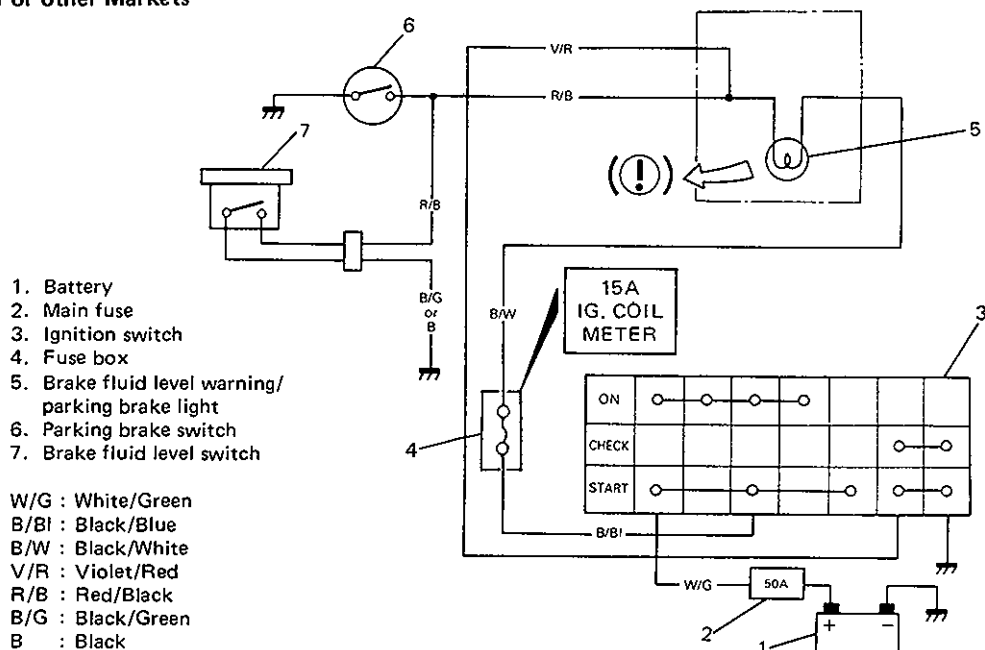 For Other Markets
6
V/R
R/B
5
(!)
7
R/B
1. Battery
2. Main fuse
3. Ignition switch
4. Fuse box
5. Brake fluid level warning/
parking brake light
6. Parking brake switch
7. Brake fluid level switch
B/G
or
B
B/W
15A
IG. COIL
METER
3
4
ON
CHECK
START
B/Bl
W/G
50A
2
1
+
−
W/G : White/Green
B/Bl : Black/Blue
B/W : Black/White
V/R : Violet/Red
R/B : Red/Black
B/G : Black/Green
B : Black